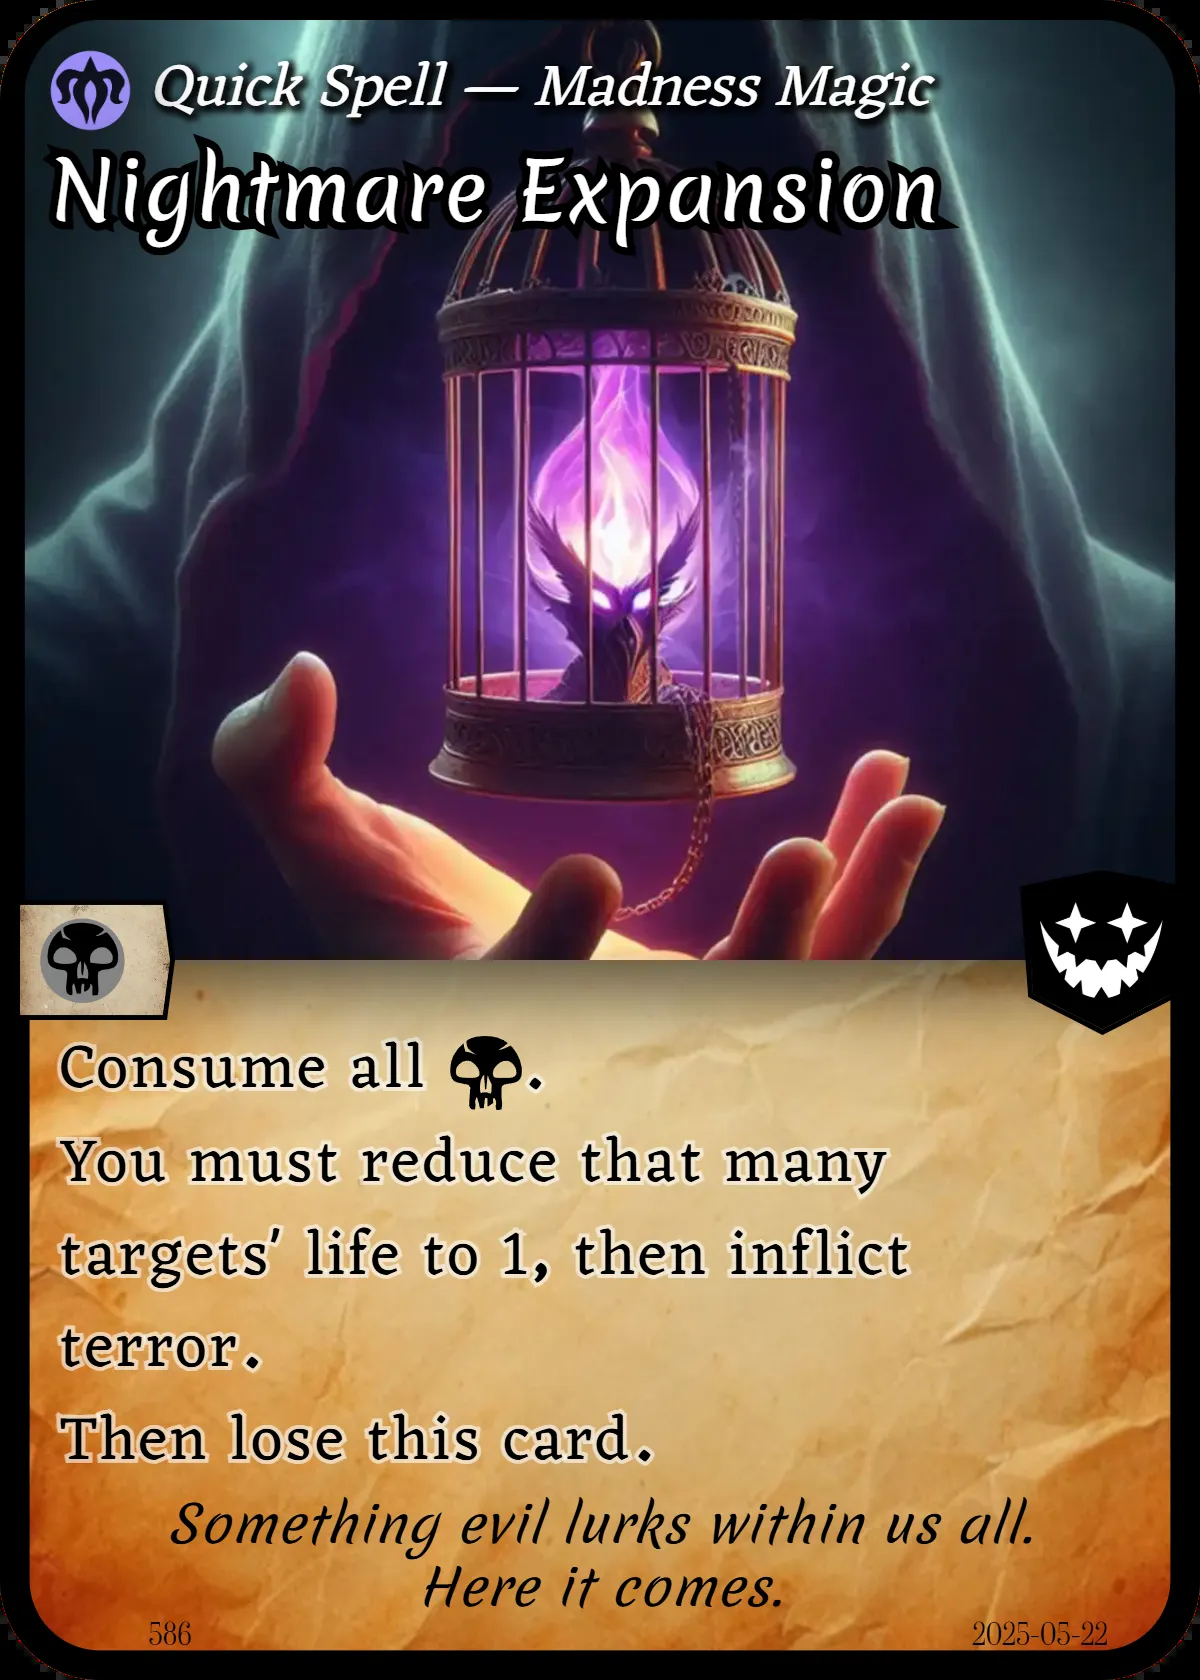 Quick Spell — Madness Magic
Nightmare Expansion
Consume all .
You must reduce that many
targets' life to 1, then inflict
terror.
Then lose this card.
Something evil lurks within us all.
Here it comes.
586
2025-05-22